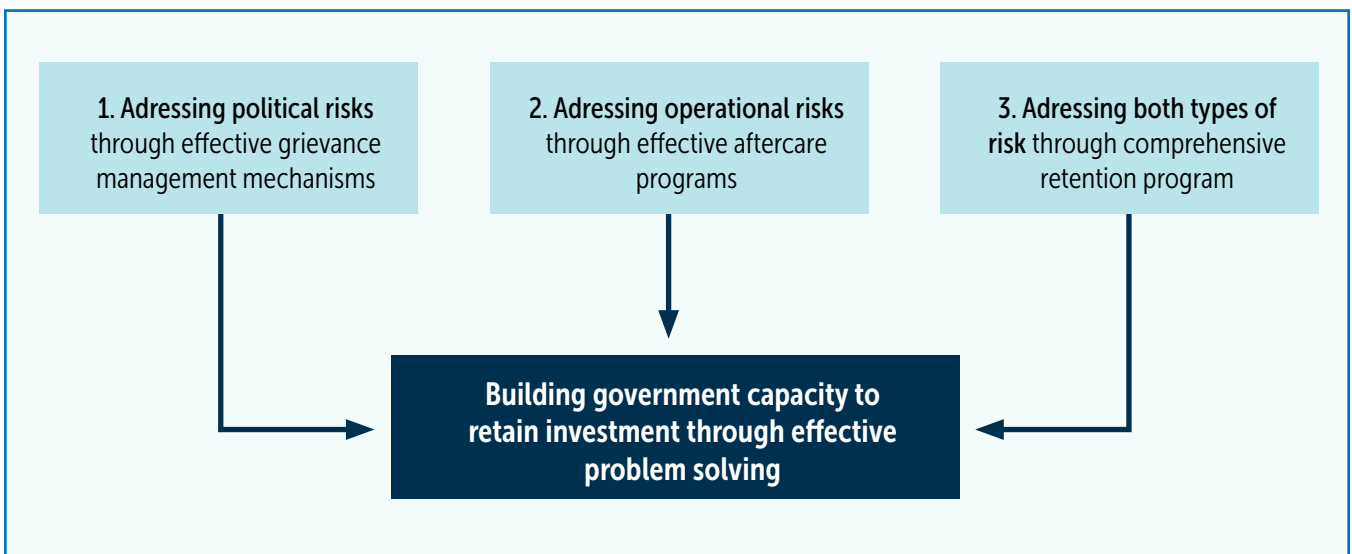 1. Adressing political risks
through effective grievance
management mechanisms
2. Adressing operational risks
through effective aftercare
programs
3. Adressing both types of
risk through comprehensive
retention program
Building government capacity to
retain investment through effective
problem solving